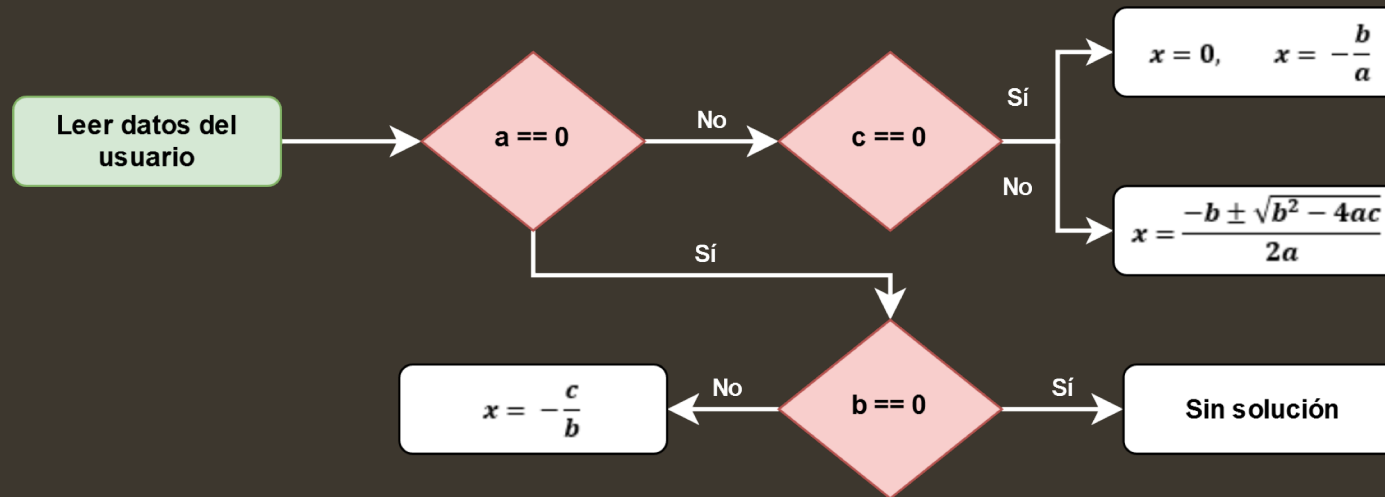 Leer datos del
usuario
a == 0
No
c == 0
Sí
No
x = 0, x = -b/a
x = (-b ± √(b² - 4ac))/2a
Sí
b == 0
No
x = -c/b
Sí
Sin solución